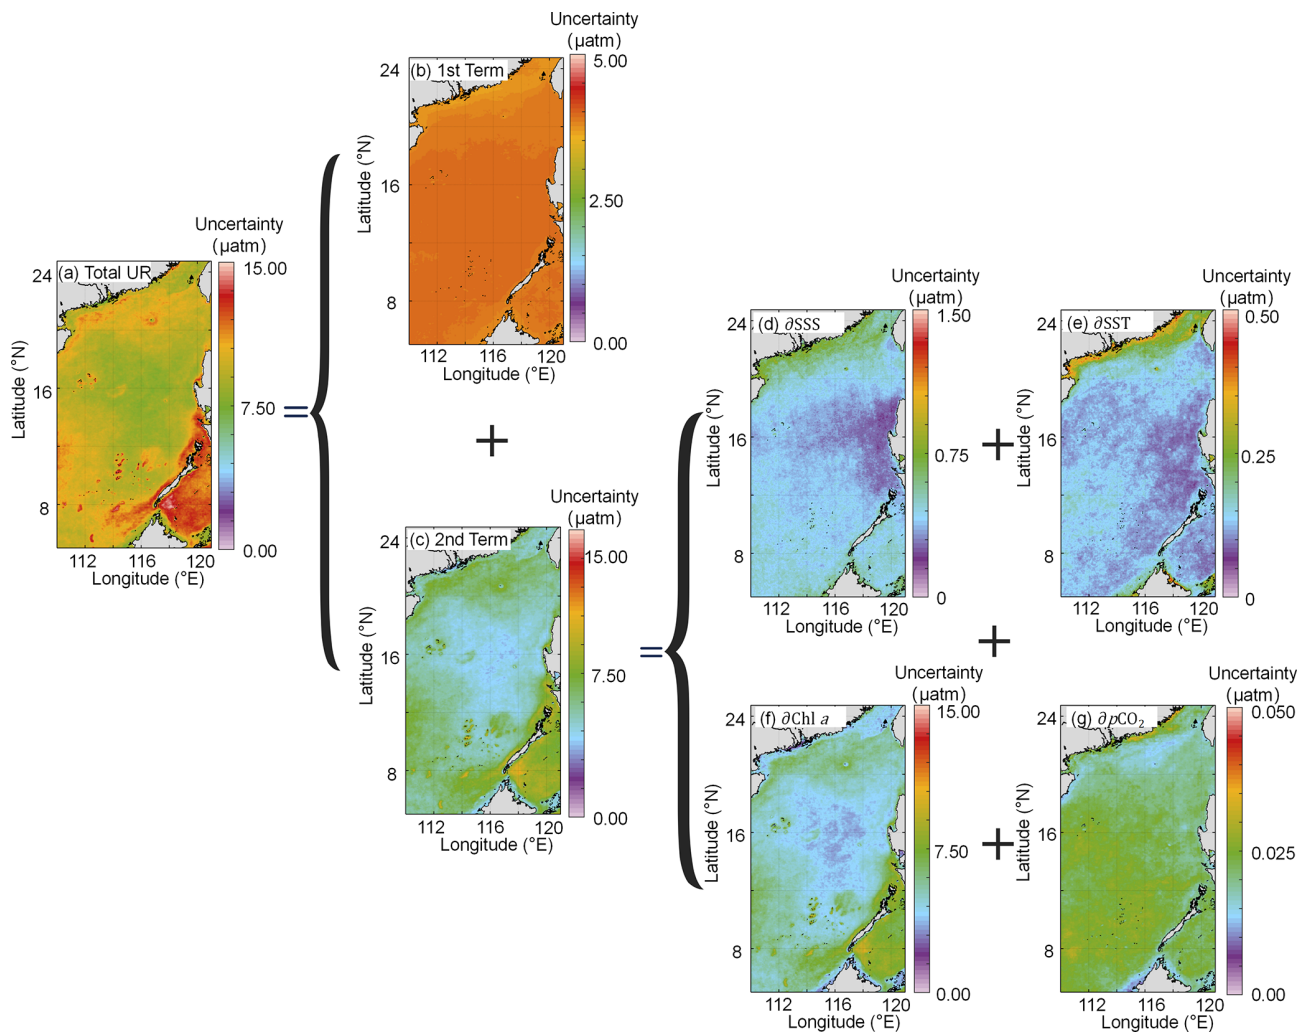 Uncertainty
(µatm)
(b) 1st Term
24
16
8
Latitude (°N)
112 116 120
Longitude (°E)
5.00
2.50
0.00
Uncertainty
(µatm)
(a) Total UR
24
16
8
Latitude (°N)
112 116 120
Longitude (°E)
15.00
7.50
0.00
=
+
Uncertainty
(µatm)
(c) 2nd Term
24
16
8
Latitude (°N)
112 116 120
Longitude (°E)
15.00
7.50
0.00
=
Uncertainty
(µatm)
(d) ∂SSS
24
16
8
Latitude (°N)
112 116 120
Longitude (°E)
1.50
0.75
0
+
Uncertainty
(µatm)
(e) ∂SST
24
16
8
Latitude (°N)
112 116 120
Longitude (°E)
0.50
0.25
0
+
Uncertainty
(µatm)
(f) ∂Chl a
24
16
8
Latitude (°N)
112 116 120
Longitude (°E)
15.00
7.50
0.00
+
Uncertainty
(µatm)
(g) ∂pCO₂
24
16
8
Latitude (°N)
112 116 120
Longitude (°E)
0.050
0.025
0.00